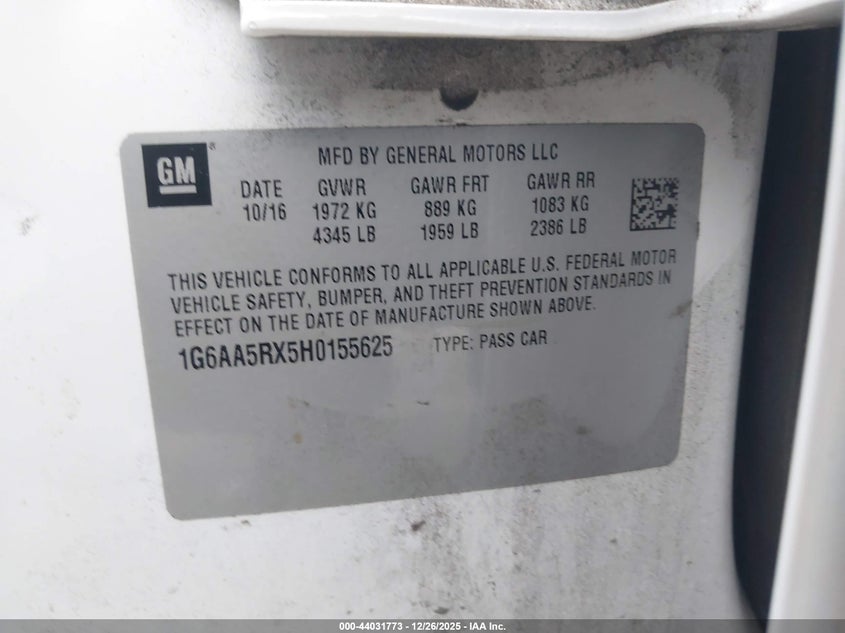 GM®
MFD BY GENERAL MOTORS LLC
DATE GVWR GAWR FRT GAWR RR
10/16 1972 KG 889 KG 1083 KG
4345 LB 1959 LB 2386 LB
THIS VEHICLE CONFORMS TO ALL APPLICABLE U.S. FEDERAL MOTOR
VEHICLE SAFETY, BUMPER, AND THEFT PREVENTION STANDARDS IN
EFFECT ON THE DATE OF MANUFACTURE SHOWN ABOVE.
1G6AA5RX5H0155625 TYPE: PASS CAR
000-44031773 - 12/26/2025 - IAA Inc.